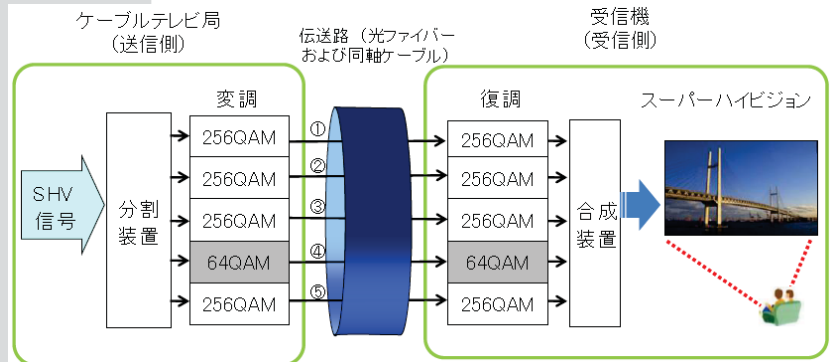 ケーブルテレビ局
(送信側)
伝送路（光ファイバー
および同軸ケーブル）
受信機
(受信側)
変調
復調
スーパーハイビジョン
SHV
信号
分割
装置
256QAM
256QAM
256QAM
64QAM
256QAM
①
②
③
④
⑤
256QAM
256QAM
256QAM
64QAM
256QAM
合成
装置